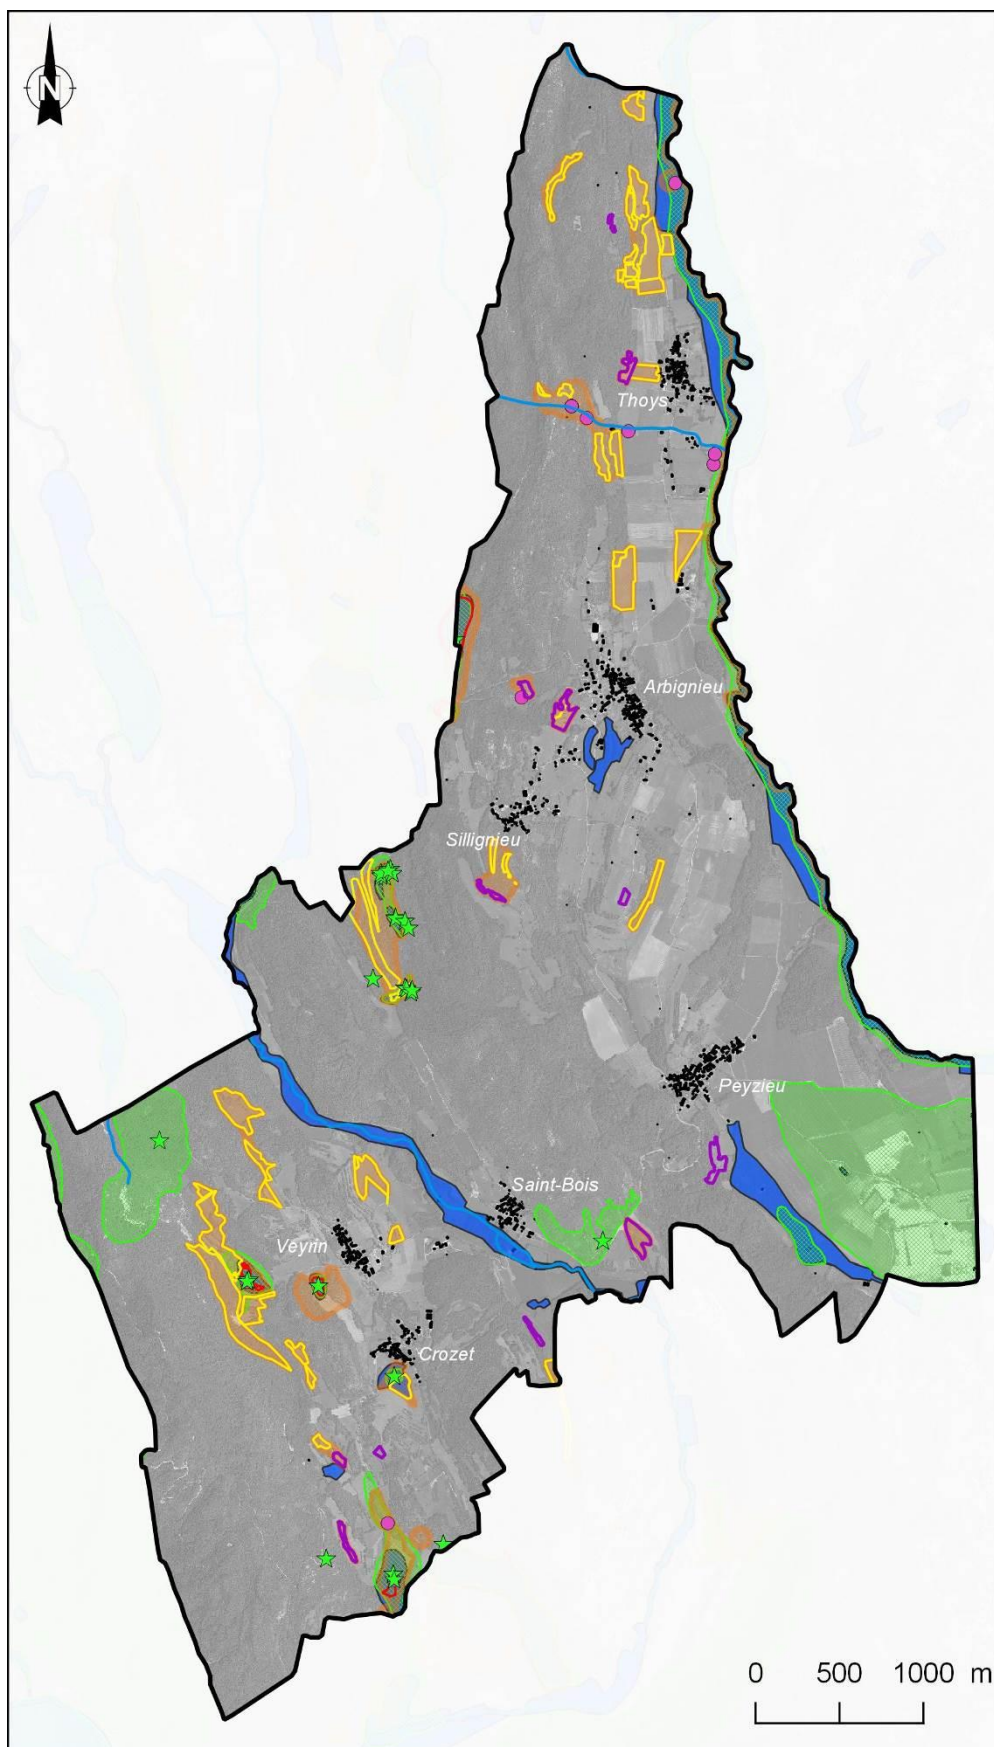 N
Thoys
Arbignieu
Sillignieu
Peyzieu
Saint-Bois
Veyrin
Crozet
0 500 1000 m